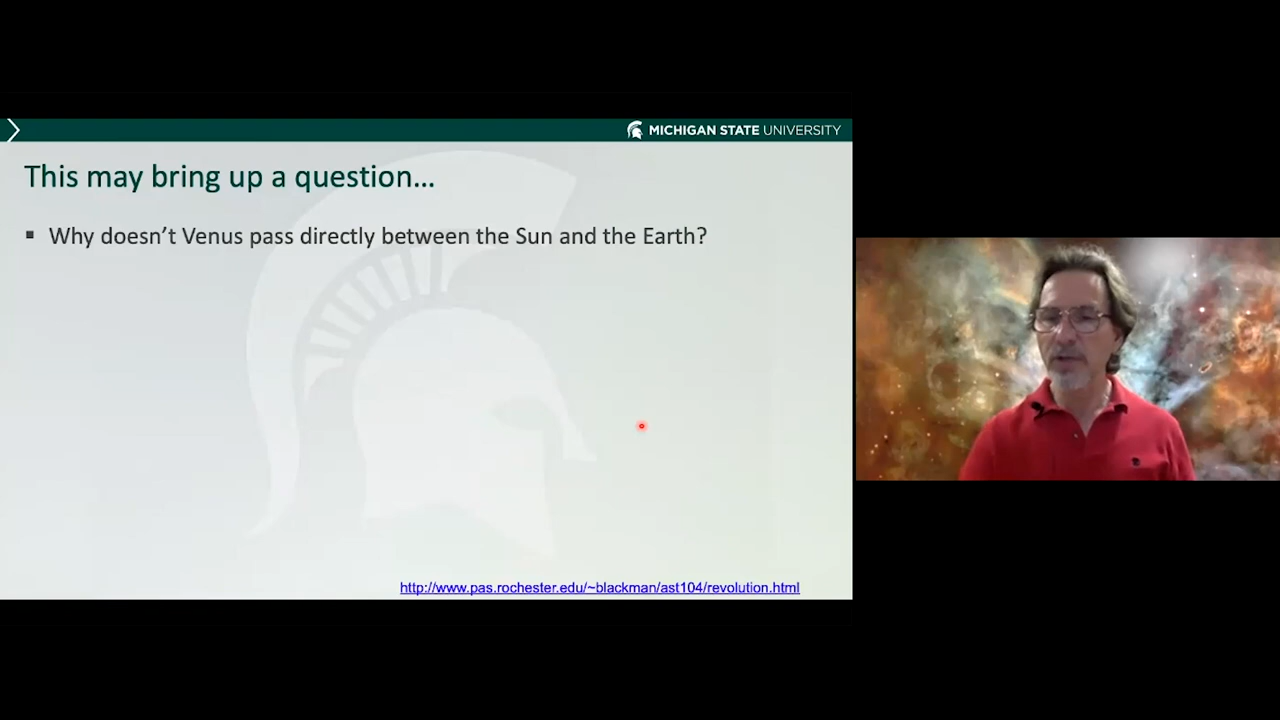 MICHIGAN STATE UNIVERSITY
This may bring up a question...
▪ Why doesn’t Venus pass directly between the Sun and the Earth?
http://www.pas.rochester.edu/~blackman/ast104/revolution.html